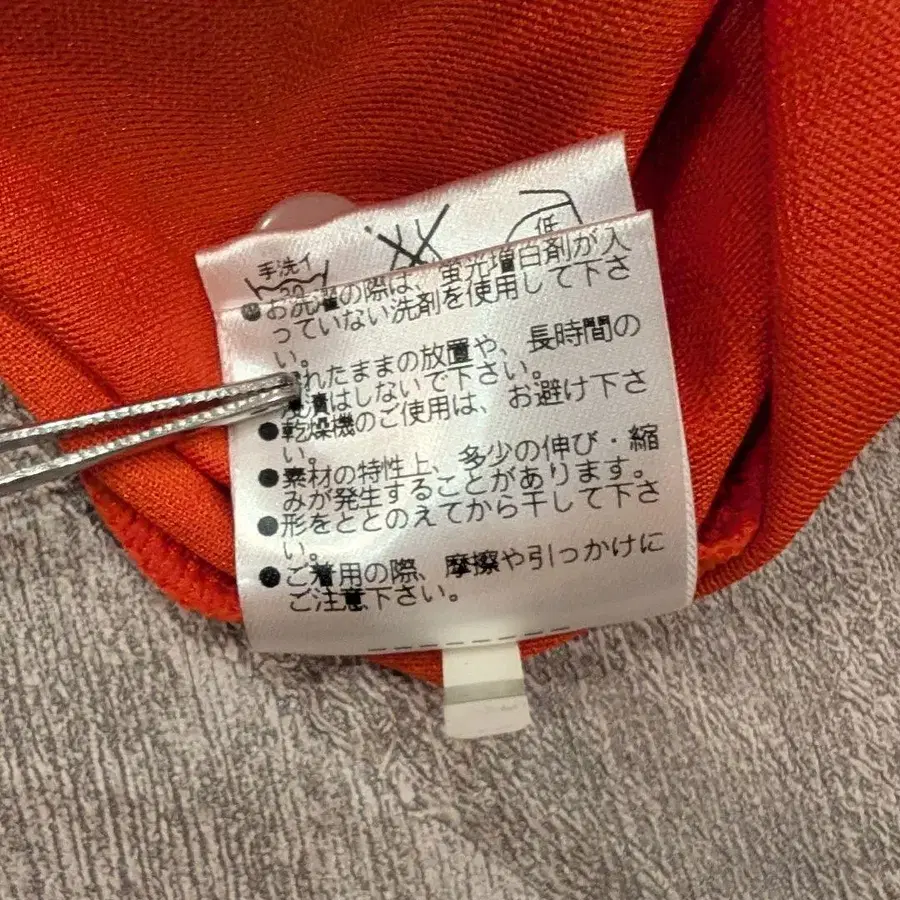 手洗イ
30
低
●お洗濯の際は、蛍光増白剤が入
っていない洗剤を使用して下さ
い。
れたままの放置や、長時間の
浸漬はしないで下さい。
●乾燥機のご使用は、お避け下さ
い。
●素材の特性上、多少の伸び・縮
みが発生することがあります。
●形をととのえてから干して下さ
い。
●ご着用の際、摩擦や引っかけに
ご注意下さい。